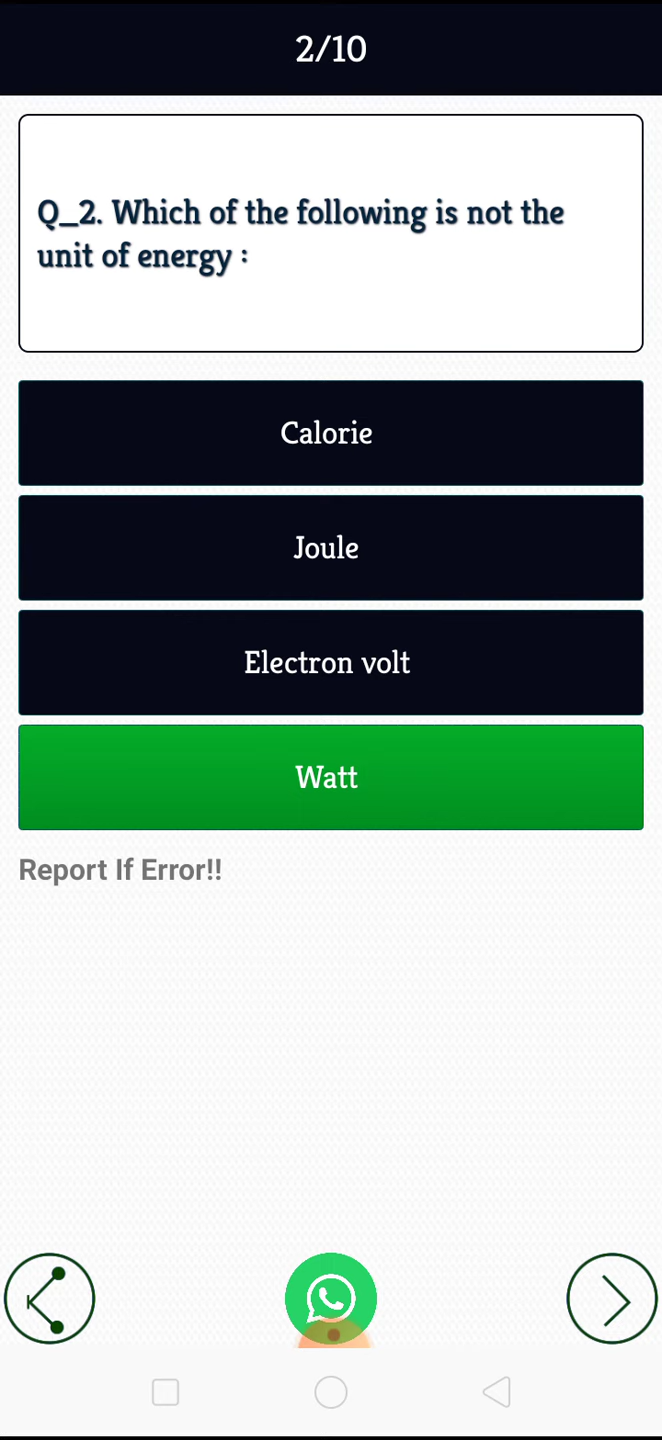 2/10
Q_2. Which of the following is not the
unit of energy :
Calorie
Joule
Electron volt
Watt
Report If Error!!